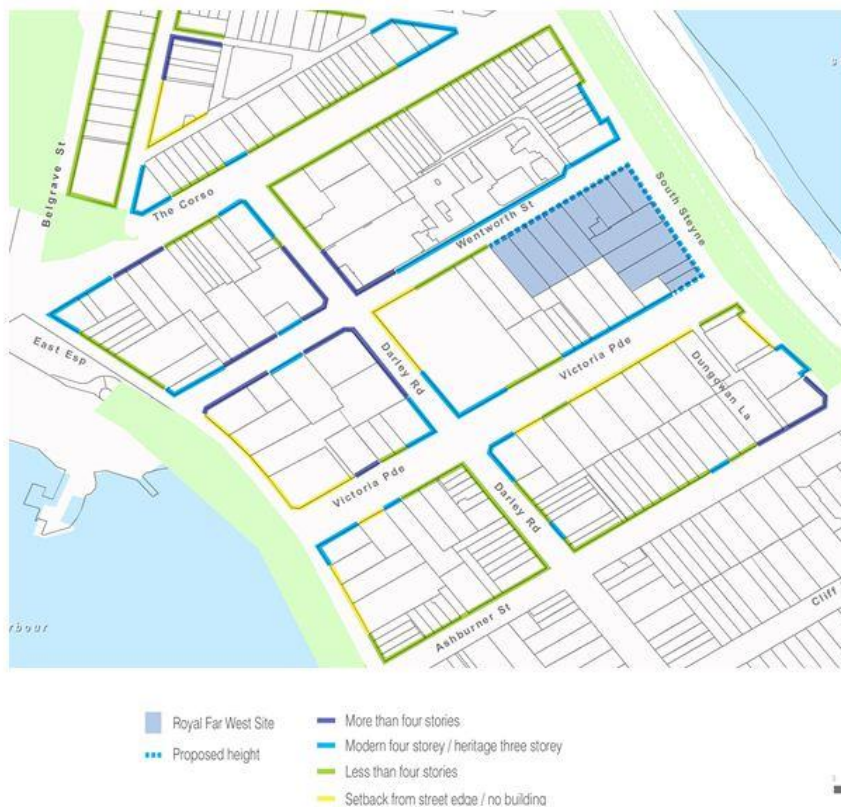 Belgrave St
The Corso
Wentworth St
South Steyne
East Esp
Darley Rd
Victoria Pde
Dungowan La
Victoria Pde
Darley Rd
Ashburner St
Cliff
Royal Far West Site
Proposed height
More than four stories
Modern four storey / heritage three storey
Less than four stories
Setback from street edge / no building